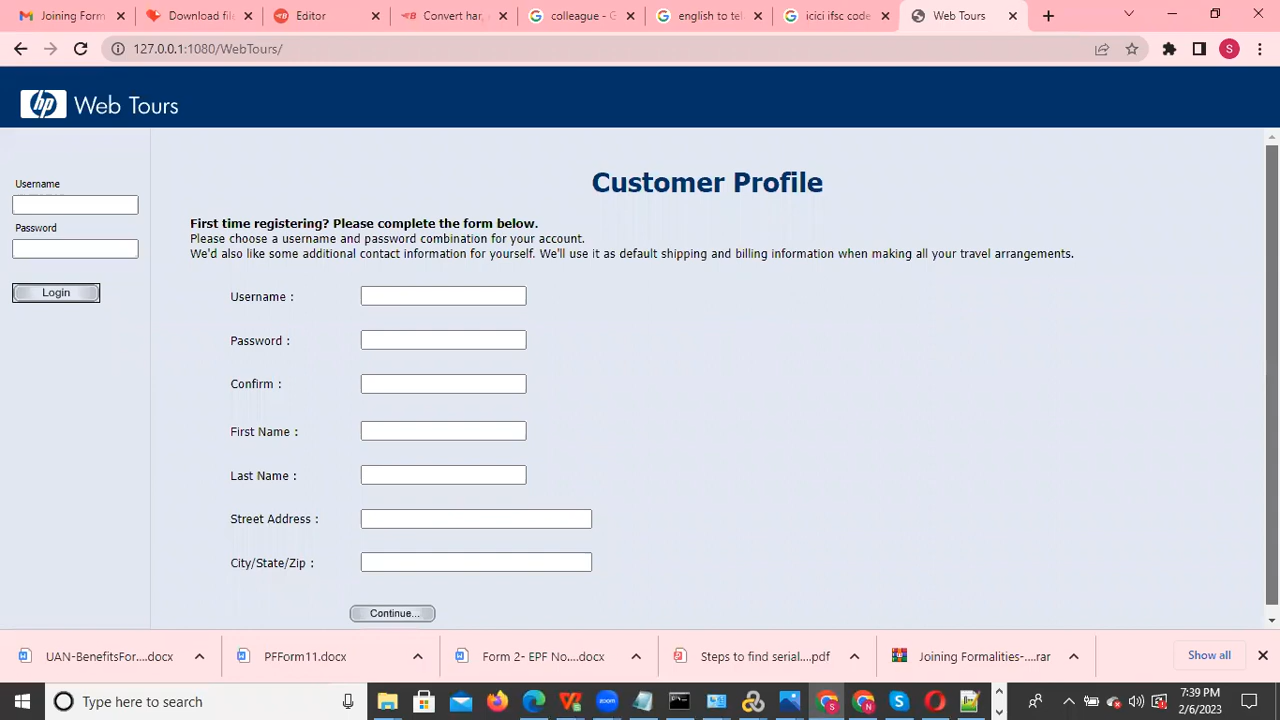 Joining Form
Download file
Editor
Convert har,
colleague - G
english to tel
icici ifsc code
Web Tours
127.0.0.1:1080/WebTours/
S
hp Web Tours
Username
Password
Login
Customer Profile
First time registering? Please complete the form below.
Please choose a username and password combination for your account.
We'd also like some additional contact information for yourself. We'll use it as default shipping and billing information when making all your travel arrangements.
Username :
Password :
Confirm :
First Name :
Last Name :
Street Address :
City/State/Zip :
Continue...
UAN-BenefitsFor....docx
PFForm11.docx
Form 2- EPF No....docx
Steps to find serial....pdf
Joining Formalities-....rar
Show all
Type here to search
7:39 PM
2/6/2023